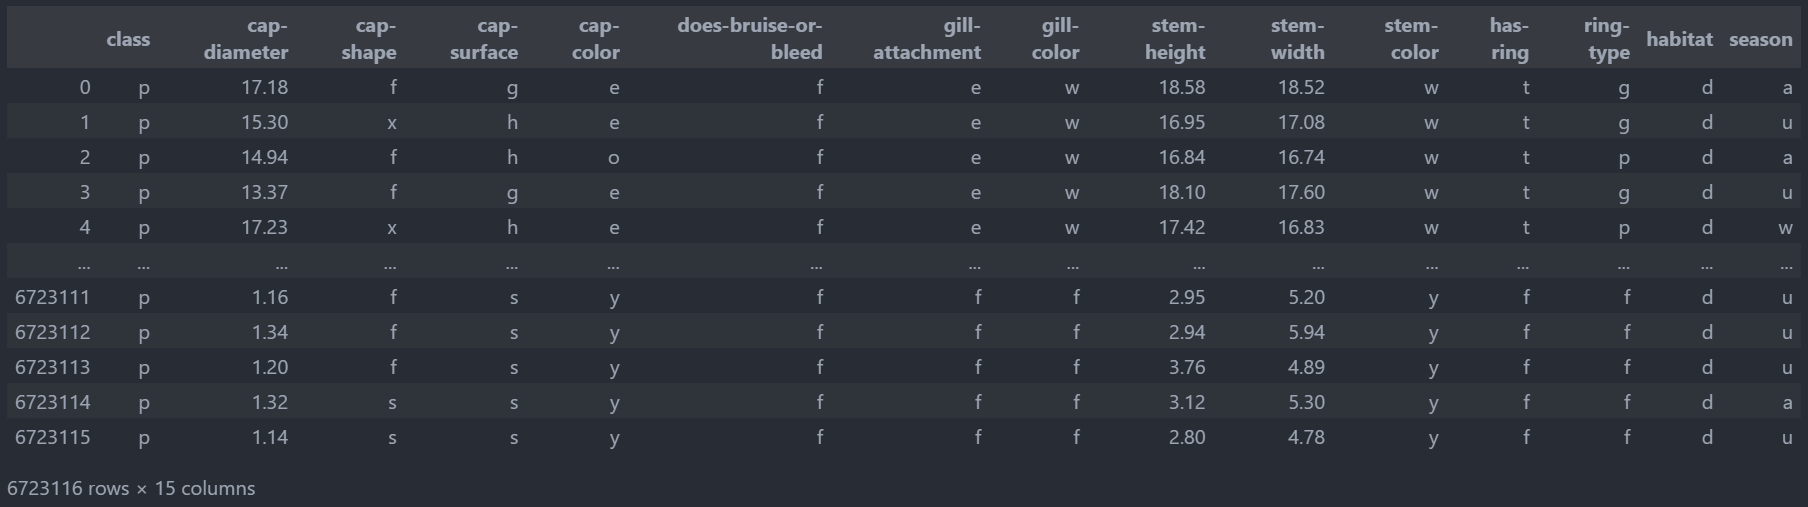 class cap-diameter cap-shape cap-surface cap-color does-bruise-or-bleed gill-attachment gill-color stem-height stem-width stem-color has-ring ring-type habitat season
0 p 17.18 f g e f e w 18.58 18.52 w t g d a
1 p 15.30 x h e f e w 16.95 17.08 w t g d u
2 p 14.94 f h o f e w 16.84 16.74 w t p d a
3 p 13.37 f g e f e w 18.10 17.60 w t g d u
4 p 17.23 x h e f e w 17.42 16.83 w t p d w
... ... ... ... ... ... ... ... ... ... ... ... ... ... ... ...
6723111 p 1.16 f s y f f f 2.95 5.20 y f f d u
6723112 p 1.34 f s y f f f 2.94 5.94 y f f d u
6723113 p 1.20 f s y f f f 3.76 4.89 y f f d u
6723114 p 1.32 s s y f f f 3.12 5.30 y f f d a
6723115 p 1.14 s s y f f f 2.80 4.78 y f f d u
6723116 rows × 15 columns